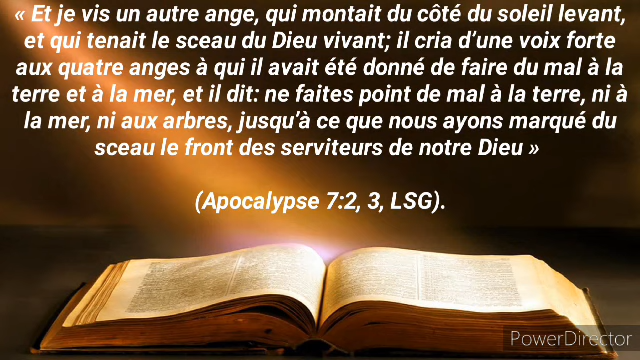 « Et je vis un autre ange, qui montait du côté du soleil levant,
et qui tenait le sceau du Dieu vivant; il cria d’une voix forte
aux quatre anges à qui il avait été donné de faire du mal à la
terre et à la mer, et il dit: ne faites point de mal à la terre, ni à
la mer, ni aux arbres, jusqu’à ce que nous ayons marqué du
sceau le front des serviteurs de notre Dieu »
(Apocalypse 7:2, 3, LSG).
PowerDirector